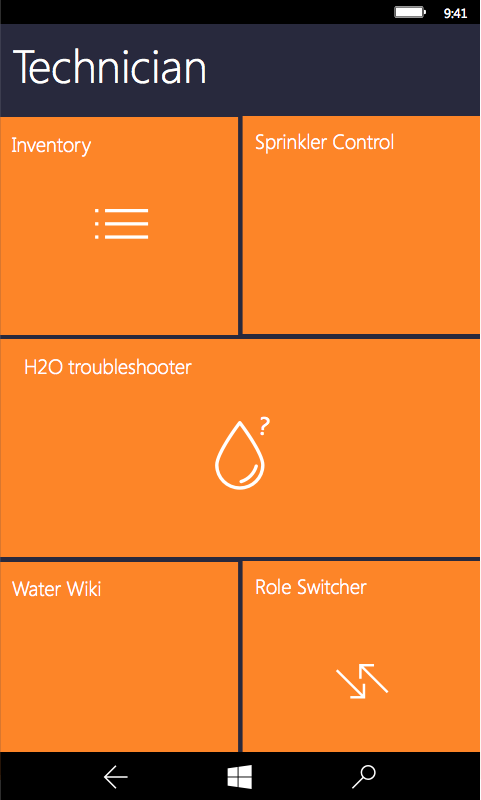 9:41
Technician
Inventory
Sprinkler Control
H2O troubleshooter
?
Water Wiki
Role Switcher